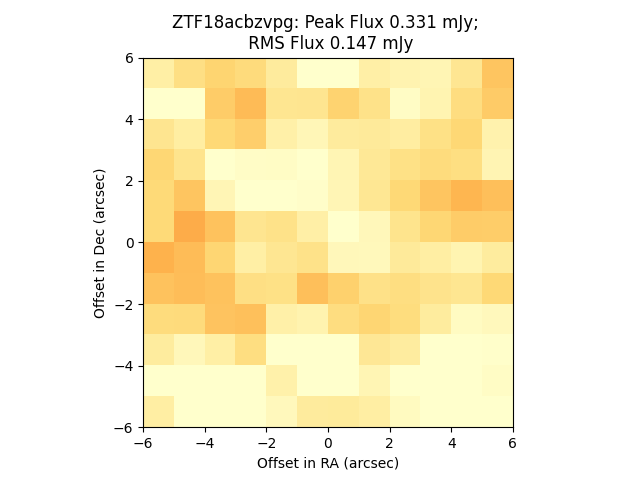 ZTF18acbzvpg: Peak Flux 0.331 mJy;
RMS Flux 0.147 mJy
6
4
2
0
−2
−4
−6
Offset in Dec (arcsec)
−6 −4 −2 0 2 4 6
Offset in RA (arcsec)